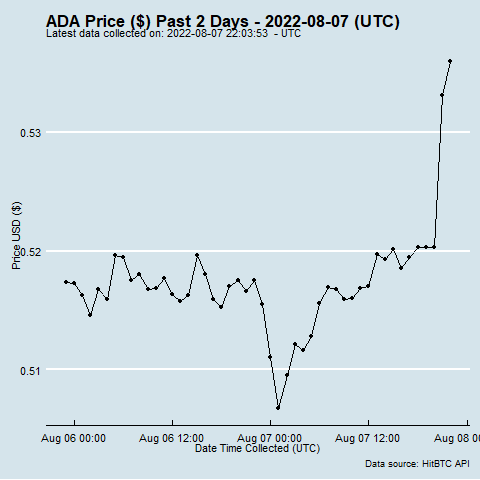 ADA Price ($) Past 2 Days - 2022-08-07 (UTC)
Latest data collected on: 2022-08-07 22:03:53 - UTC
0.53
0.52
0.51
Price USD ($)
Aug 06 00:00 Aug 06 12:00 Aug 07 00:00 Aug 07 12:00 Aug 08 0
Date Time Collected (UTC)
Data source: HitBTC API